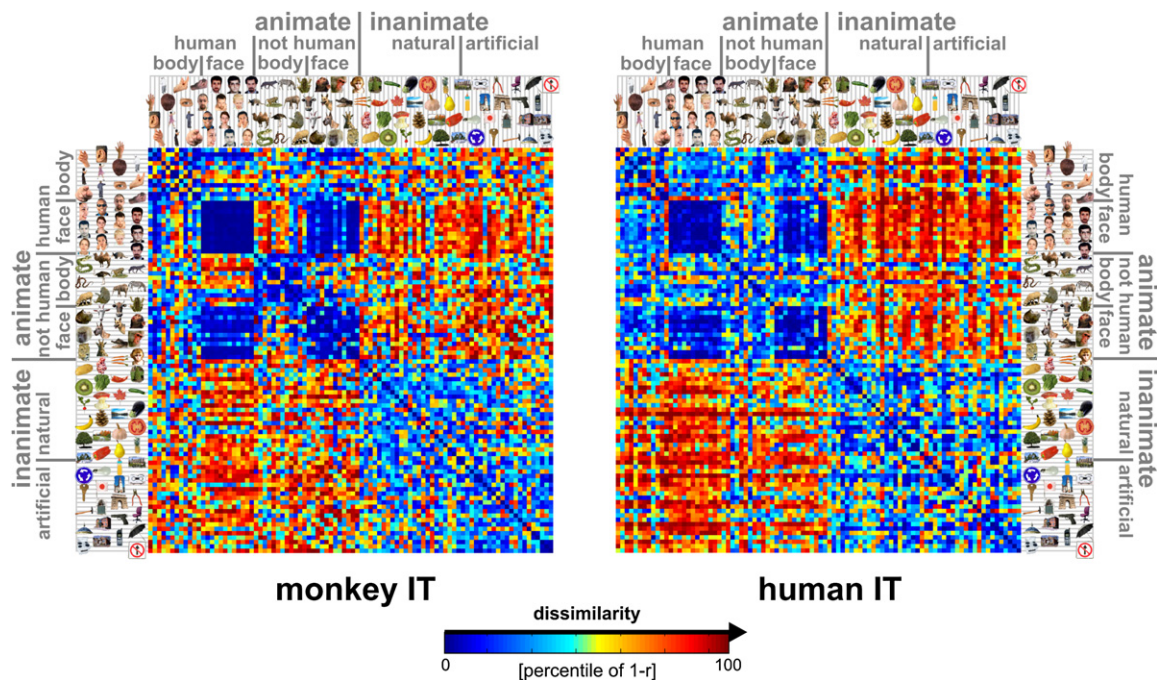 animate inanimate
human not human natural artificial
body face body face
animate inanimate
human not human natural artificial
body face body face
animate inanimate
human not human natural artificial
body face body face
human not human natural artificial
body face body face
animate inanimate
monkey IT
human IT
dissimilarity
0 100
[percentile of 1-r]